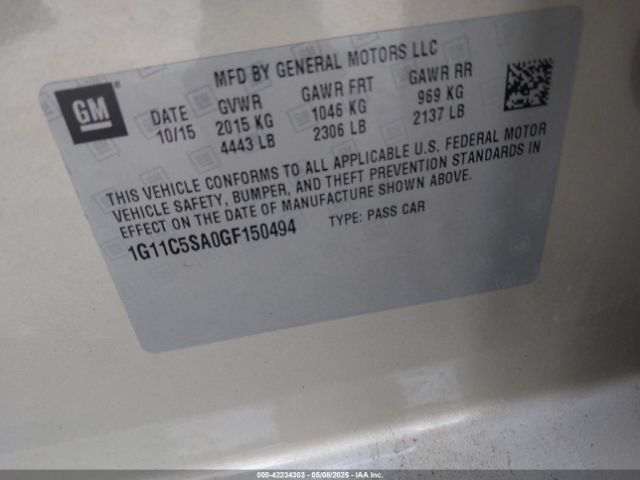 MFD BY GENERAL MOTORS LLC
GM
DATE GVWR GAWR FRT GAWR RR
10/15 2015 KG 1046 KG 969 KG
4443 LB 2306 LB 2137 LB
THIS VEHICLE CONFORMS TO ALL APPLICABLE U.S. FEDERAL MOTOR
VEHICLE SAFETY, BUMPER, AND THEFT PREVENTION STANDARDS IN
EFFECT ON THE DATE OF MANUFACTURE SHOWN ABOVE.
1G11C5SA0GF150494 TYPE: PASS CAR
000-42234303 - 05/08/2025 - IAA Inc.